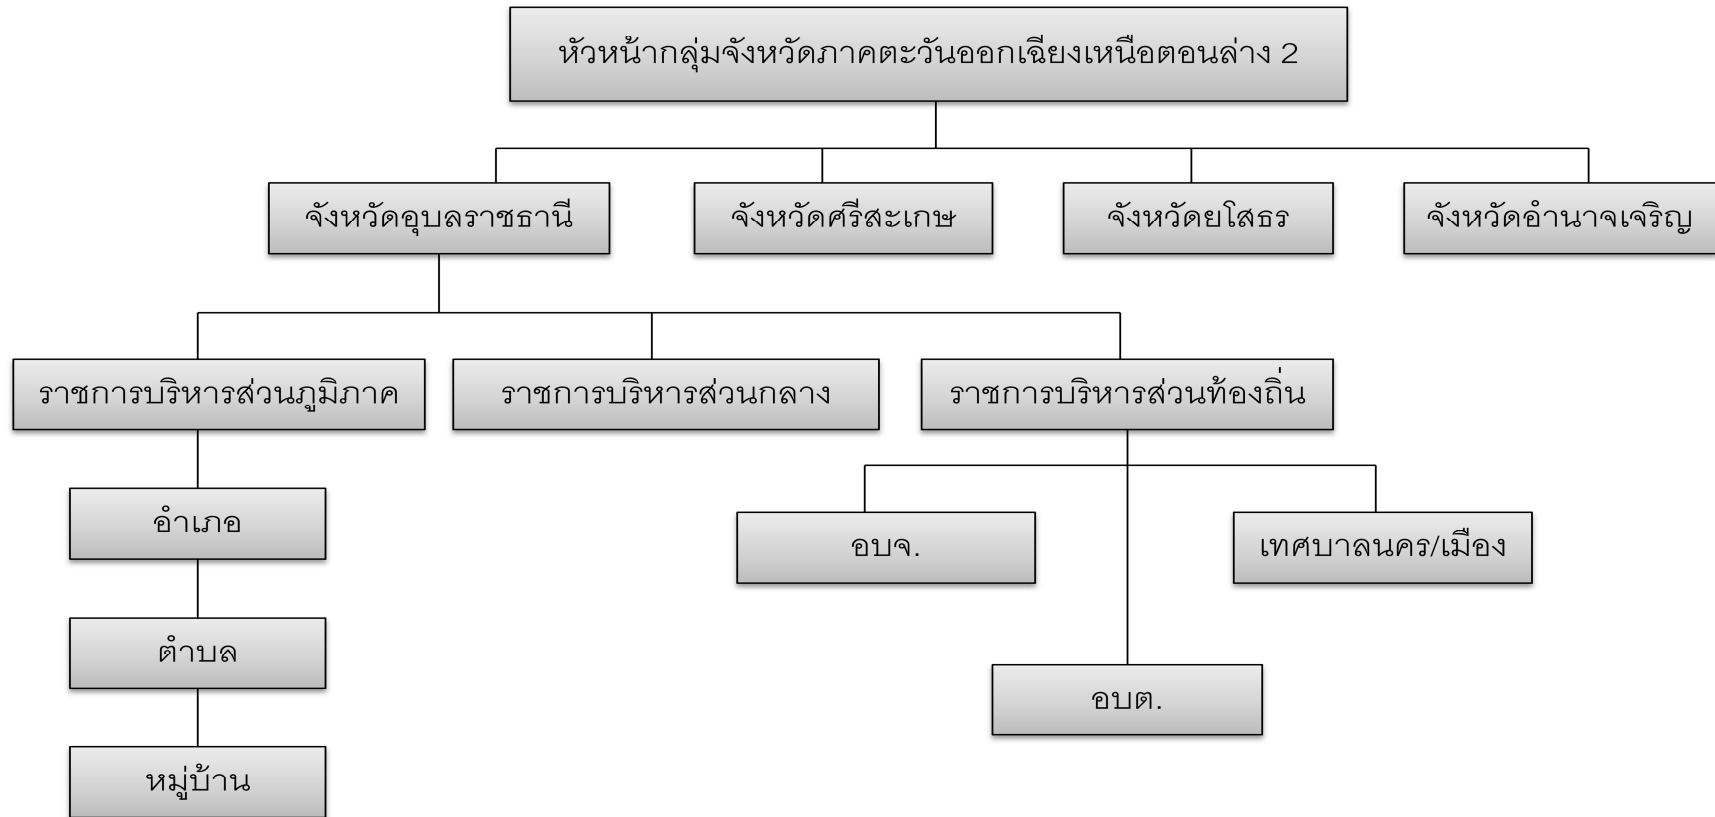 หัวหน้ากลุ่มจังหวัดภาคตะวันออกเฉียงเหนือตอนล่าง 2
จังหวัดอุบลราชธานี
จังหวัดศรีสะเกษ
จังหวัดยโสธร
จังหวัดอำนาจเจริญ
ราชการบริหารส่วนภูมิภาค
ราชการบริหารส่วนกลาง
ราชการบริหารส่วนท้องถิ่น
อำเภอ
อบจ.
เทศบาลนคร/เมือง
ตำบล
อบต.
หมู่บ้าน